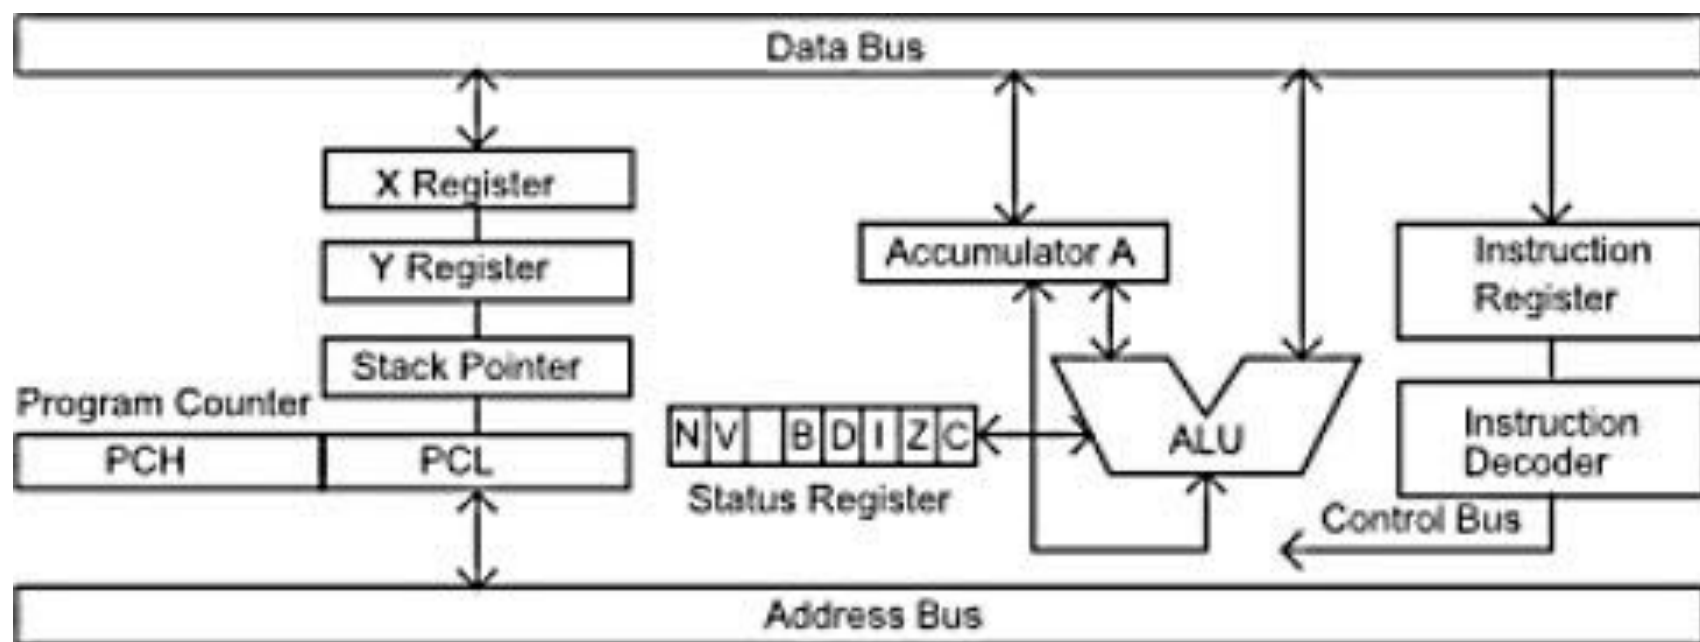 Data Bus
X Register
Y Register
Stack Pointer
Program Counter
PCH PCL
Accumulator A
N V B D I Z C
Status Register
ALU
Instruction
Register
Instruction
Decoder
Control Bus
Address Bus